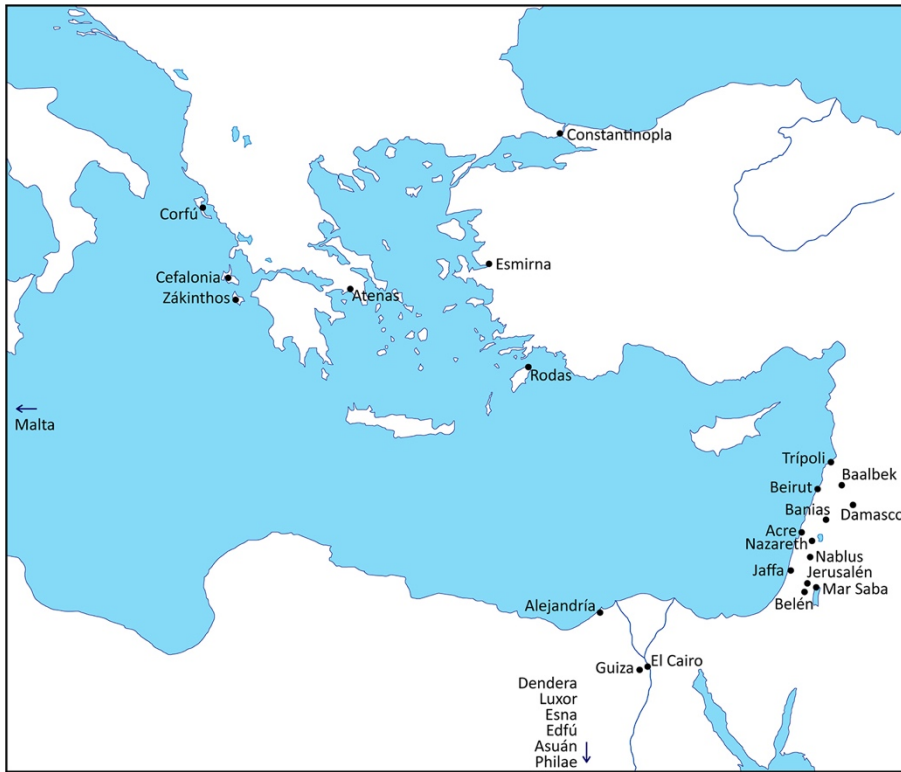 Constantinopla
Corfú
Esmirna
Cefalonia
Atenas
Zákinthos
Rodas
Malta
Trípoli
Baalbek
Beirut
Banias
Damasco
Acre
Nazareth
Nablus
Jaffa
Jerusalén
Mar Saba
Belén
Alejandría
El Cairo
Guiza
Dendera
Luxor
Esna
Edfú
Asuán
Philae